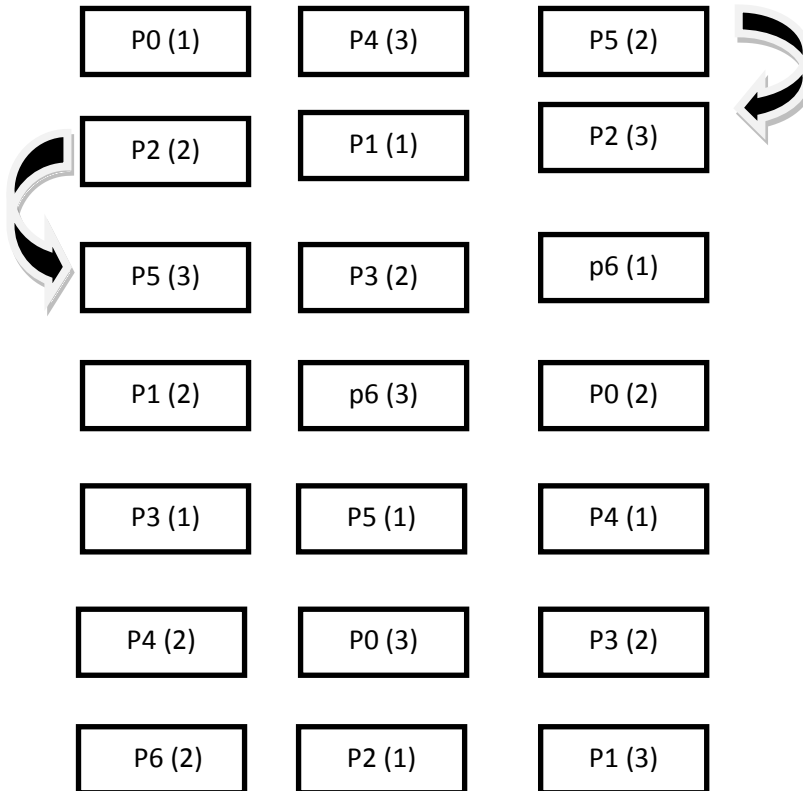 P0 (1) P4 (3) P5 (2)
P2 (2) P1 (1) P2 (3)
P5 (3) P3 (2) p6 (1)
P1 (2) p6 (3) P0 (2)
P3 (1) P5 (1) P4 (1)
P4 (2) P0 (3) P3 (2)
P6 (2) P2 (1) P1 (3)